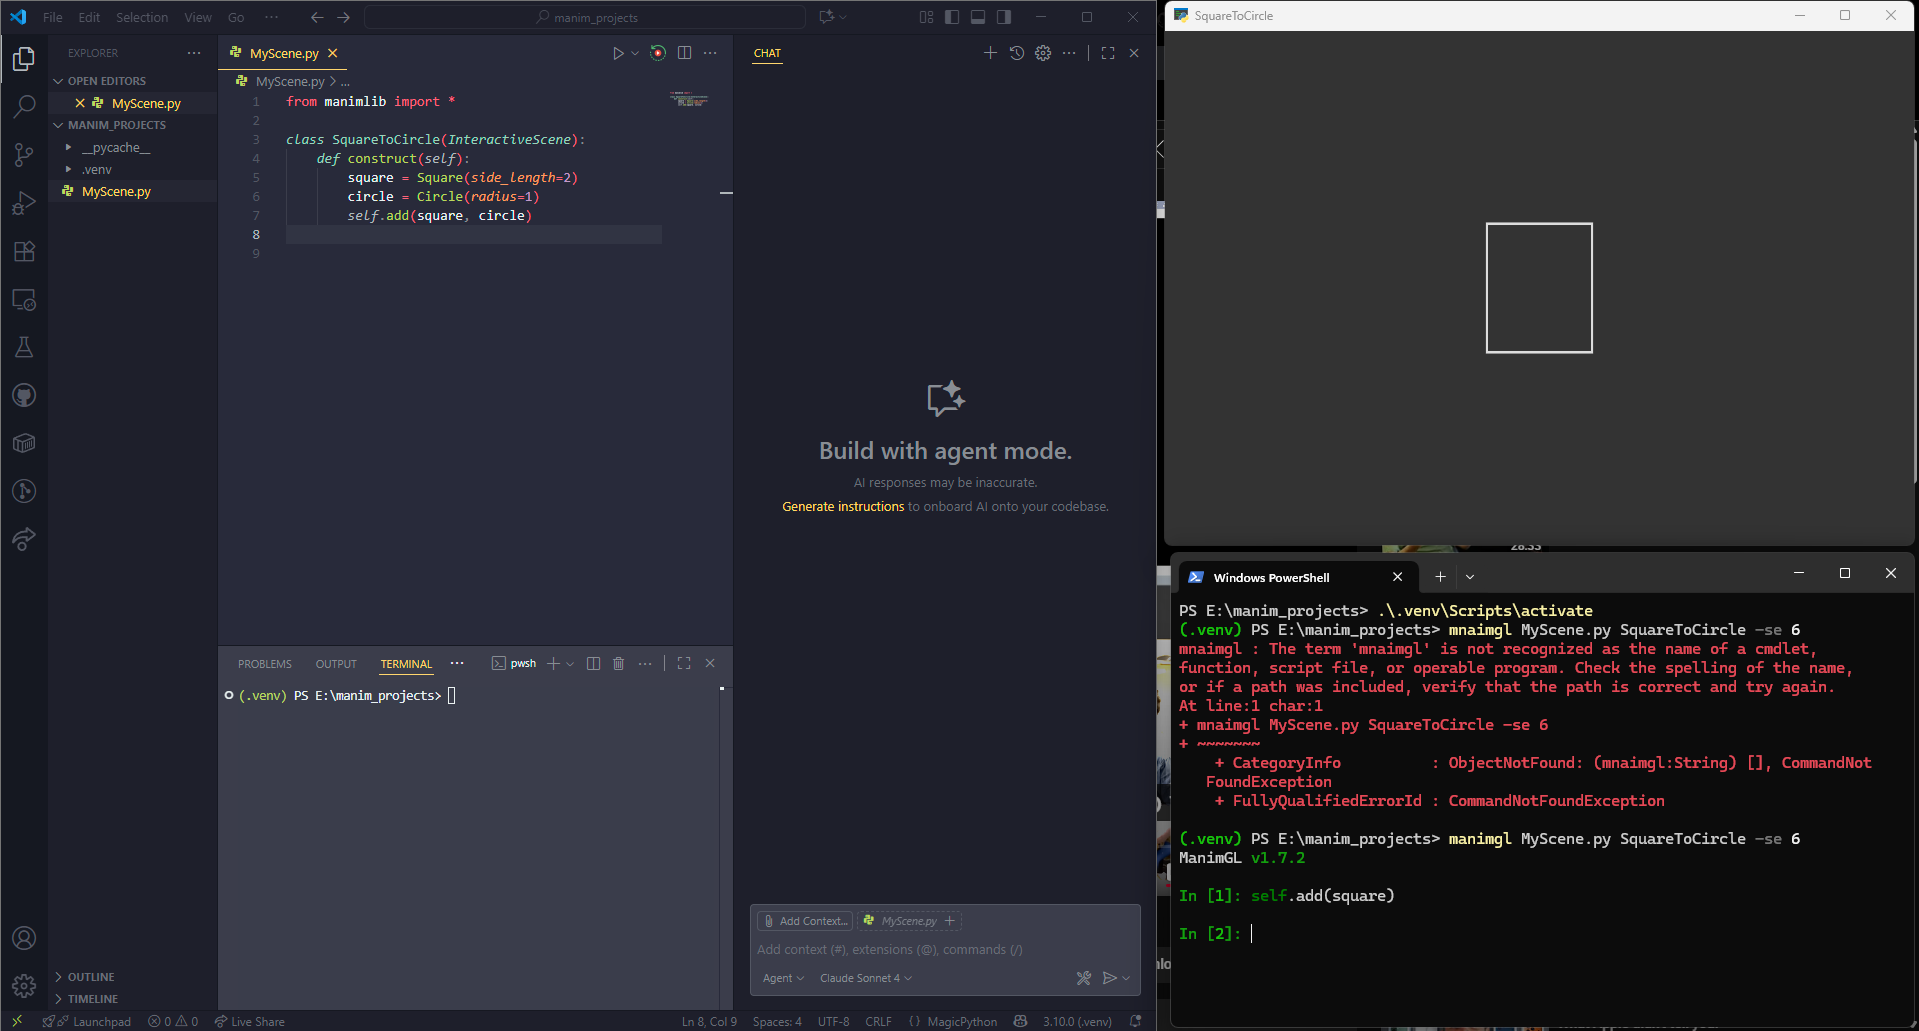 File Edit Selection View Go ··· manim_projects
EXPLORER ···
OPEN EDITORS
MyScene.py
MANIM_PROJECTS
__pycache__
.venv
MyScene.py
OUTLINE
TIMELINE
MyScene.py
MyScene.py > ...
1 from manimlib import *
2
3 class SquareToCircle(InteractiveScene):
4 def construct(self):
5 square = Square(side_length=2)
6 circle = Circle(radius=1)
7 self.add(square, circle)
8
9
PROBLEMS OUTPUT TERMINAL ··· pwsh
(.venv) PS E:\manim_projects>
CHAT
Build with agent mode.
AI responses may be inaccurate.
Generate instructions to onboard AI onto your codebase.
Add Context... MyScene.py +
Add context (#), extensions (@), commands (/)
Agent Claude Sonnet 4
Launchpad 0 0 Live Share Ln 8, Col 9 Spaces: 4 UTF-8 CRLF {} MagicPython 3.10.0 (.venv)
SquareToCircle
28:33
Windows PowerShell
PS E:\manim_projects> .\.venv\Scripts\activate
(.venv) PS E:\manim_projects> mnaimgl MyScene.py SquareToCircle -se 6
mnaimgl : The term 'mnaimgl' is not recognized as the name of a cmdlet,
function, script file, or operable program. Check the spelling of the name,
or if a path was included, verify that the path is correct and try again.
At line:1 char:1
+ mnaimgl MyScene.py SquareToCircle -se 6
+ ~~~~~~~
+ CategoryInfo : ObjectNotFound: (mnaimgl:String) [], CommandNot
FoundException
+ FullyQualifiedErrorId : CommandNotFoundException
(.venv) PS E:\manim_projects> manimgl MyScene.py SquareToCircle -se 6
ManimGL v1.7.2
In [1]: self.add(square)
In [2]: